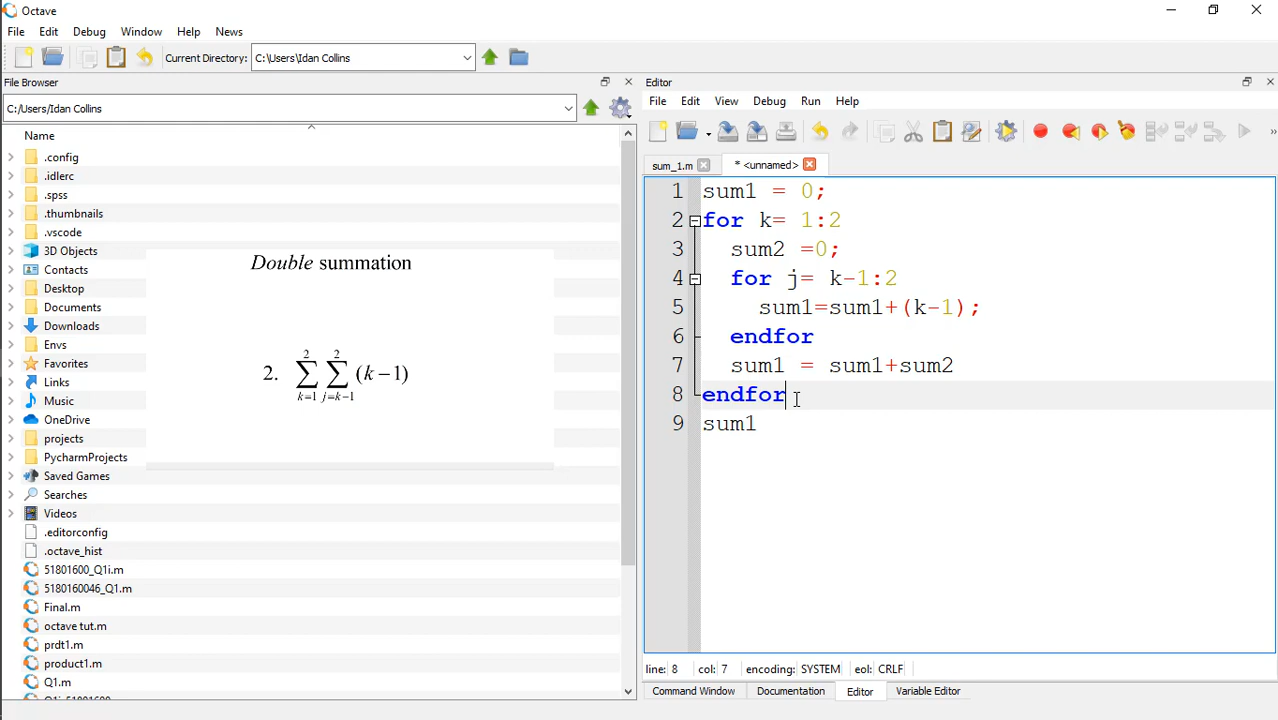 Octave
File Edit Debug Window Help News
Current Directory: C:\Users\Idan Collins
File Browser
C:/Users/Idan Collins
Name
.config
.idlerc
.spss
.thumbnails
.vscode
3D Objects
Contacts
Desktop
Documents
Downloads
Envs
Favorites
Links
Music
OneDrive
projects
PycharmProjects
Saved Games
Searches
Videos
.editorconfig
.octave_hist
51801600_Q1i.m
5180160046_Q1.m
Final.m
octave tut.m
prdt1.m
product1.m
Q1.m
Q1i_51801600
Double summation
2. ∑_{k=1}^{2} ∑_{j=k−1}^{2} (k−1)
Editor
File Edit View Debug Run Help
sum_1.m * <unnamed>
1 sum1 = 0;
2 for k= 1:2
3 sum2 =0;
4 for j= k-1:2
5 sum1=sum1+(k-1);
6 endfor
7 sum1 = sum1+sum2
8 endfor
9 sum1
line: 8 col: 7 encoding: SYSTEM eol: CRLF
Command Window Documentation Editor Variable Editor